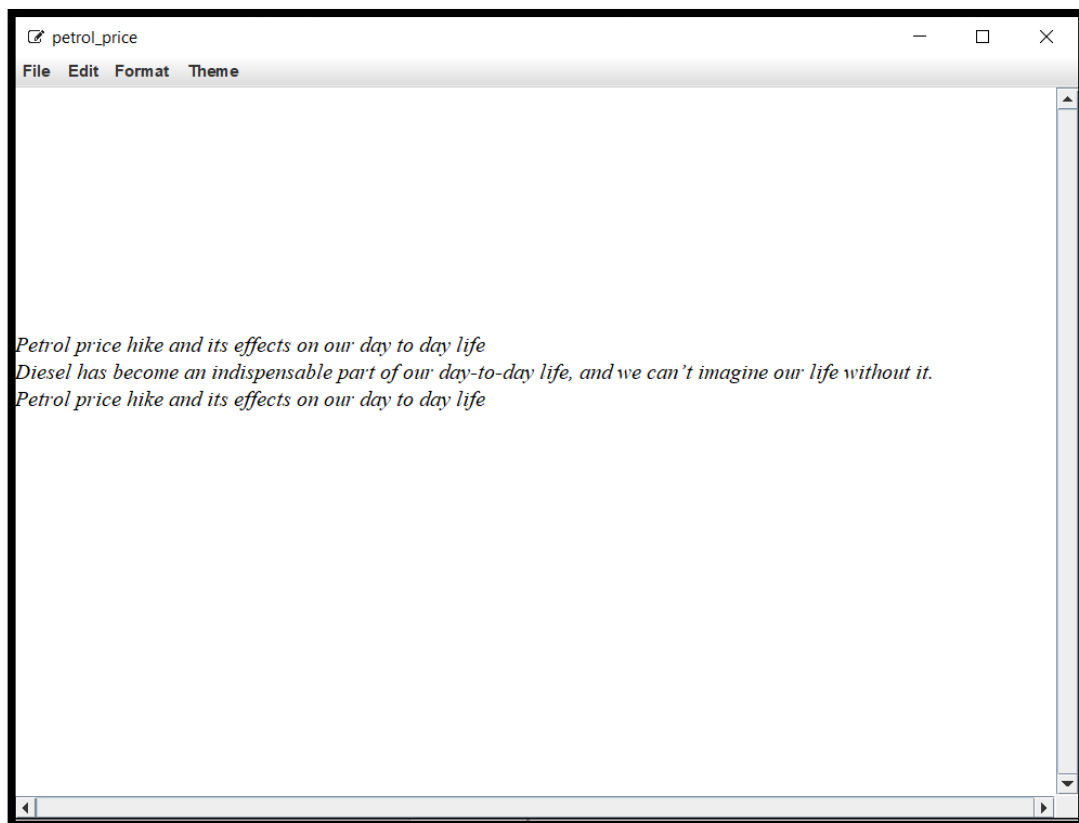 petrol_price
File Edit Format Theme
Petrol price hike and its effects on our day to day life
Diesel has become an indispensable part of our day-to-day life, and we can’t imagine our life without it.
Petrol price hike and its effects on our day to day life